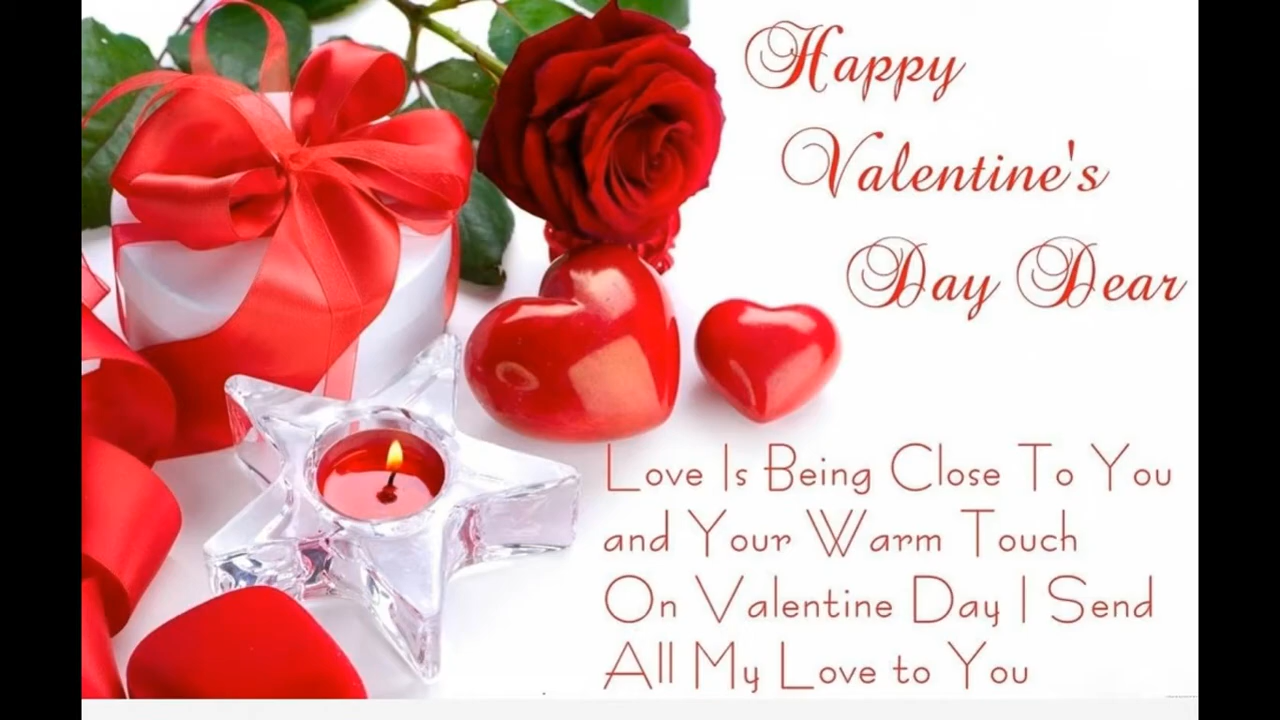 Happy
Valentine's
Day Dear
Love Is Being Close To You
and Your Warm Touch
On Valentine Day I Send
All My Love to You